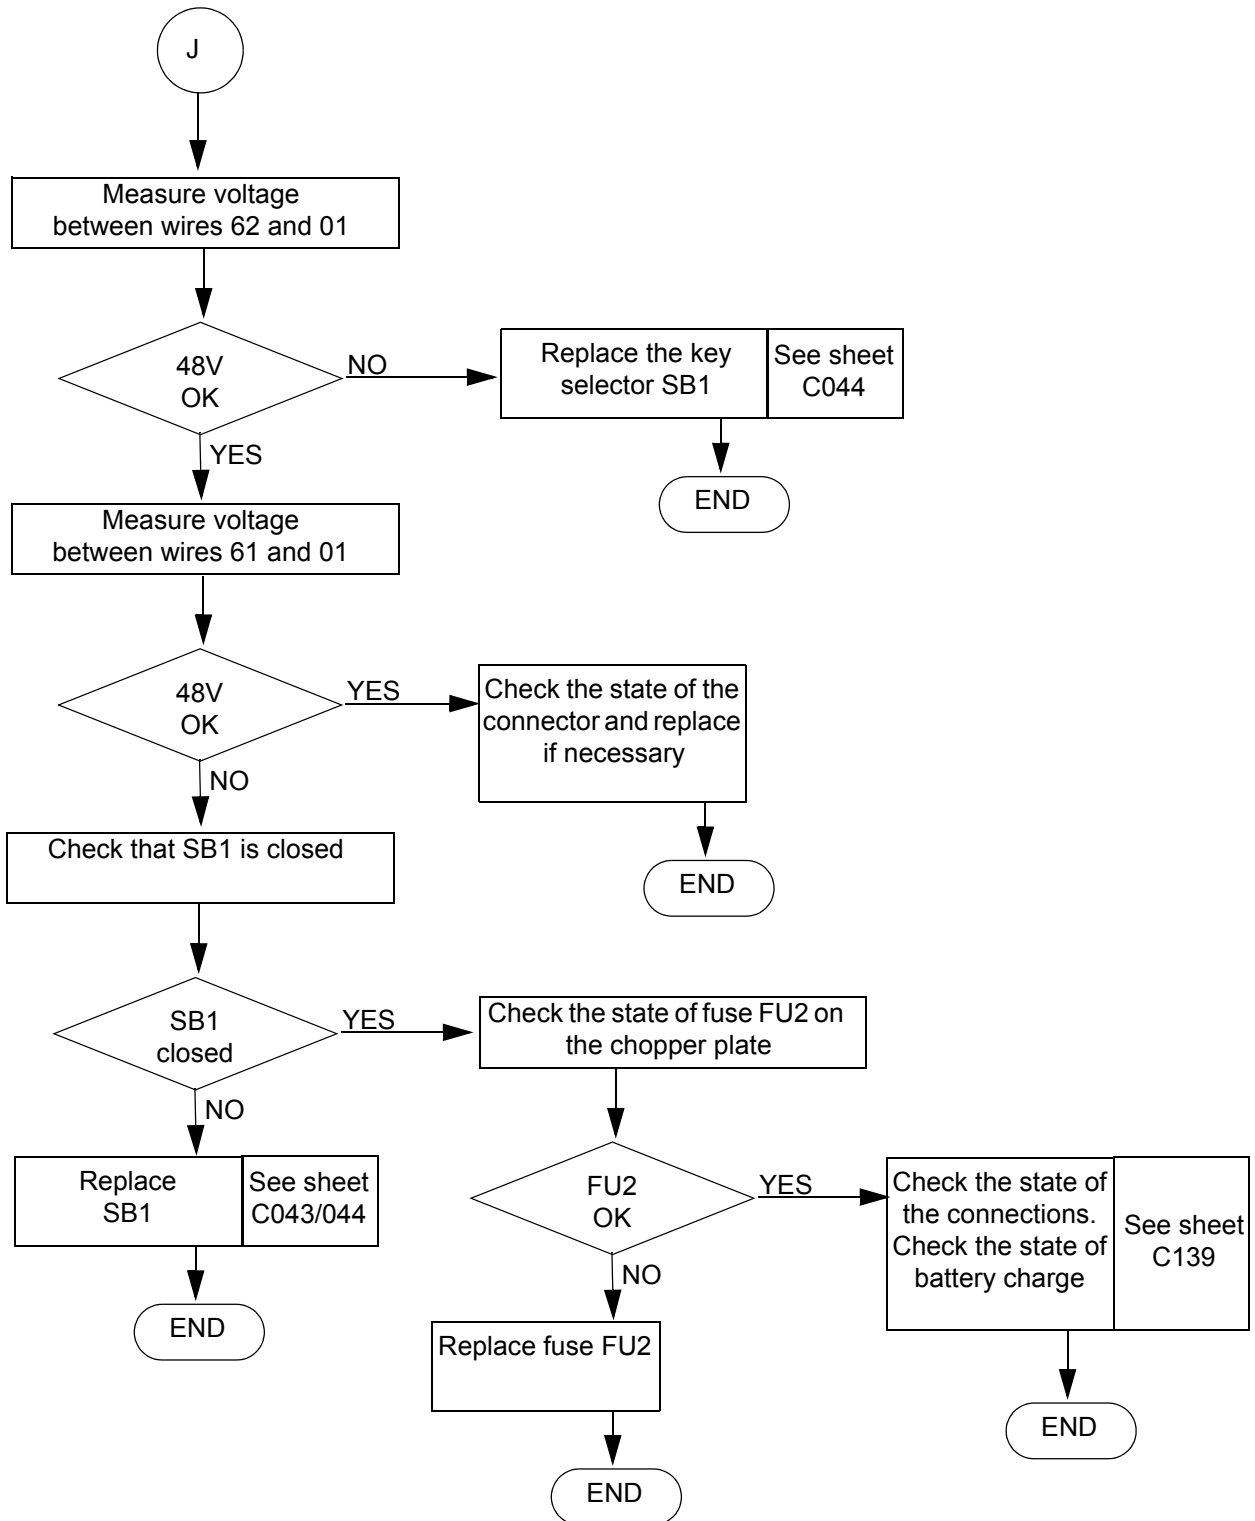 J
Measure voltage
between wires 62 and 01
48V
OK
NO
Replace the key
selector SB1
See sheet
C044
YES
END
Measure voltage
between wires 61 and 01
48V
OK
YES
Check the state of the
connector and replace
if necessary
NO
END
Check that SB1 is closed
SB1
closed
YES
Check the state of fuse FU2 on
the chopper plate
NO
Replace
SB1
See sheet
C043/044
END
FU2
OK
YES
Check the state of
the connections.
Check the state of
battery charge
See sheet
C139
NO
Replace fuse FU2
END
END